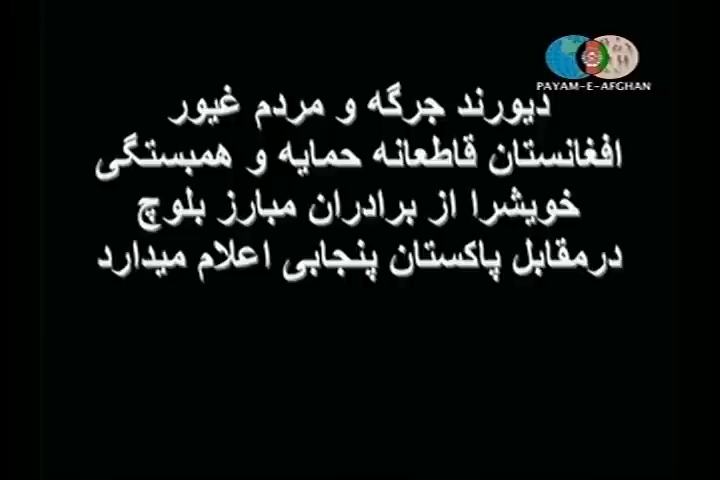 PAYAM-E-AFGHAN
دیورند جرگه و مردم غیور
افغانستان قاطعانه حمایه و همبستگی
خویشرا از برادران مبارز بلوچ
درمقابل پاکستان پنجابی اعلام میدارد